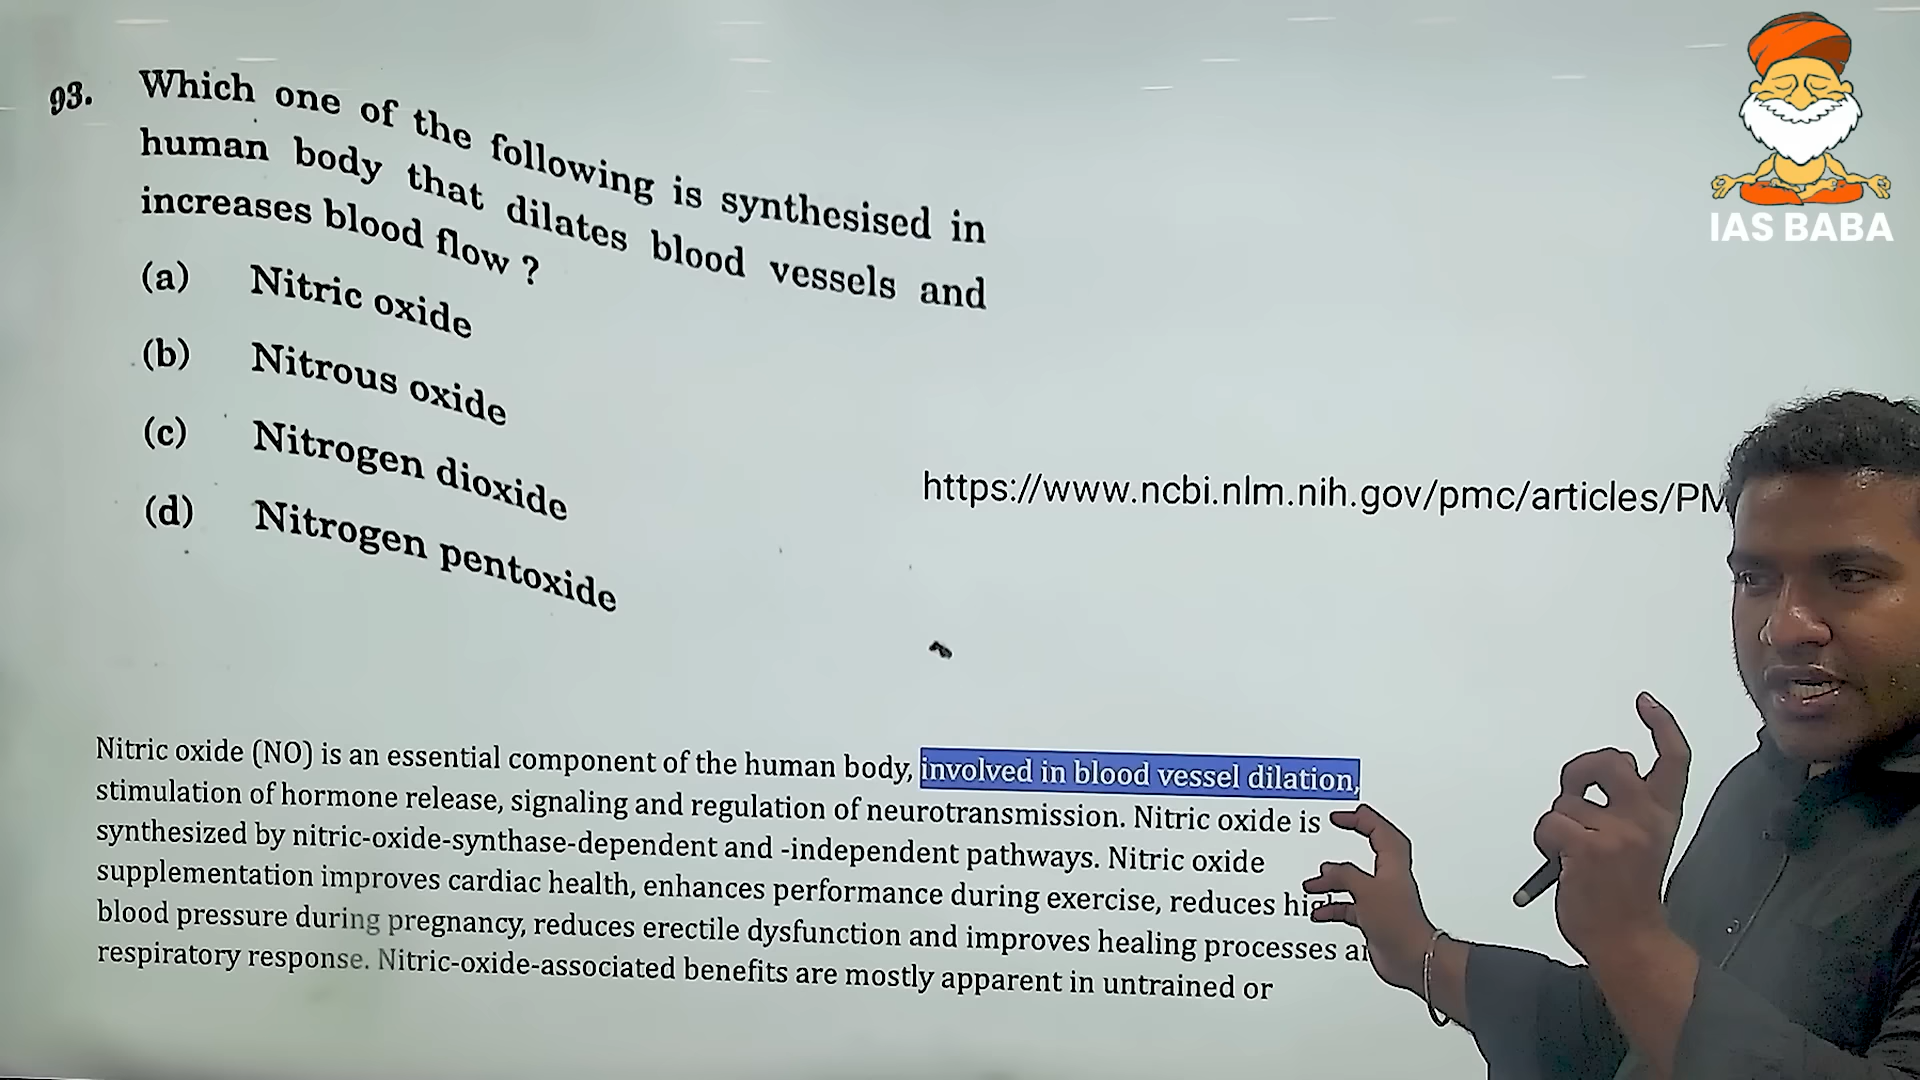 93. Which one of the following is synthesised in
human body that dilates blood vessels and
increases blood flow ?
(a) Nitric oxide
(b) Nitrous oxide
(c) Nitrogen dioxide
(d) Nitrogen pentoxide
IAS BABA
https://www.ncbi.nlm.nih.gov/pmc/articles/PM
Nitric oxide (NO) is an essential component of the human body, involved in blood vessel dilation,
stimulation of hormone release, signaling and regulation of neurotransmission. Nitric oxide is
synthesized by nitric-oxide-synthase-dependent and -independent pathways. Nitric oxide
supplementation improves cardiac health, enhances performance during exercise, reduces
blood pressure during pregnancy, reduces erectile dysfunction and improves healing processes
respiratory response. Nitric-oxide-associated benefits are mostly apparent in untrained or